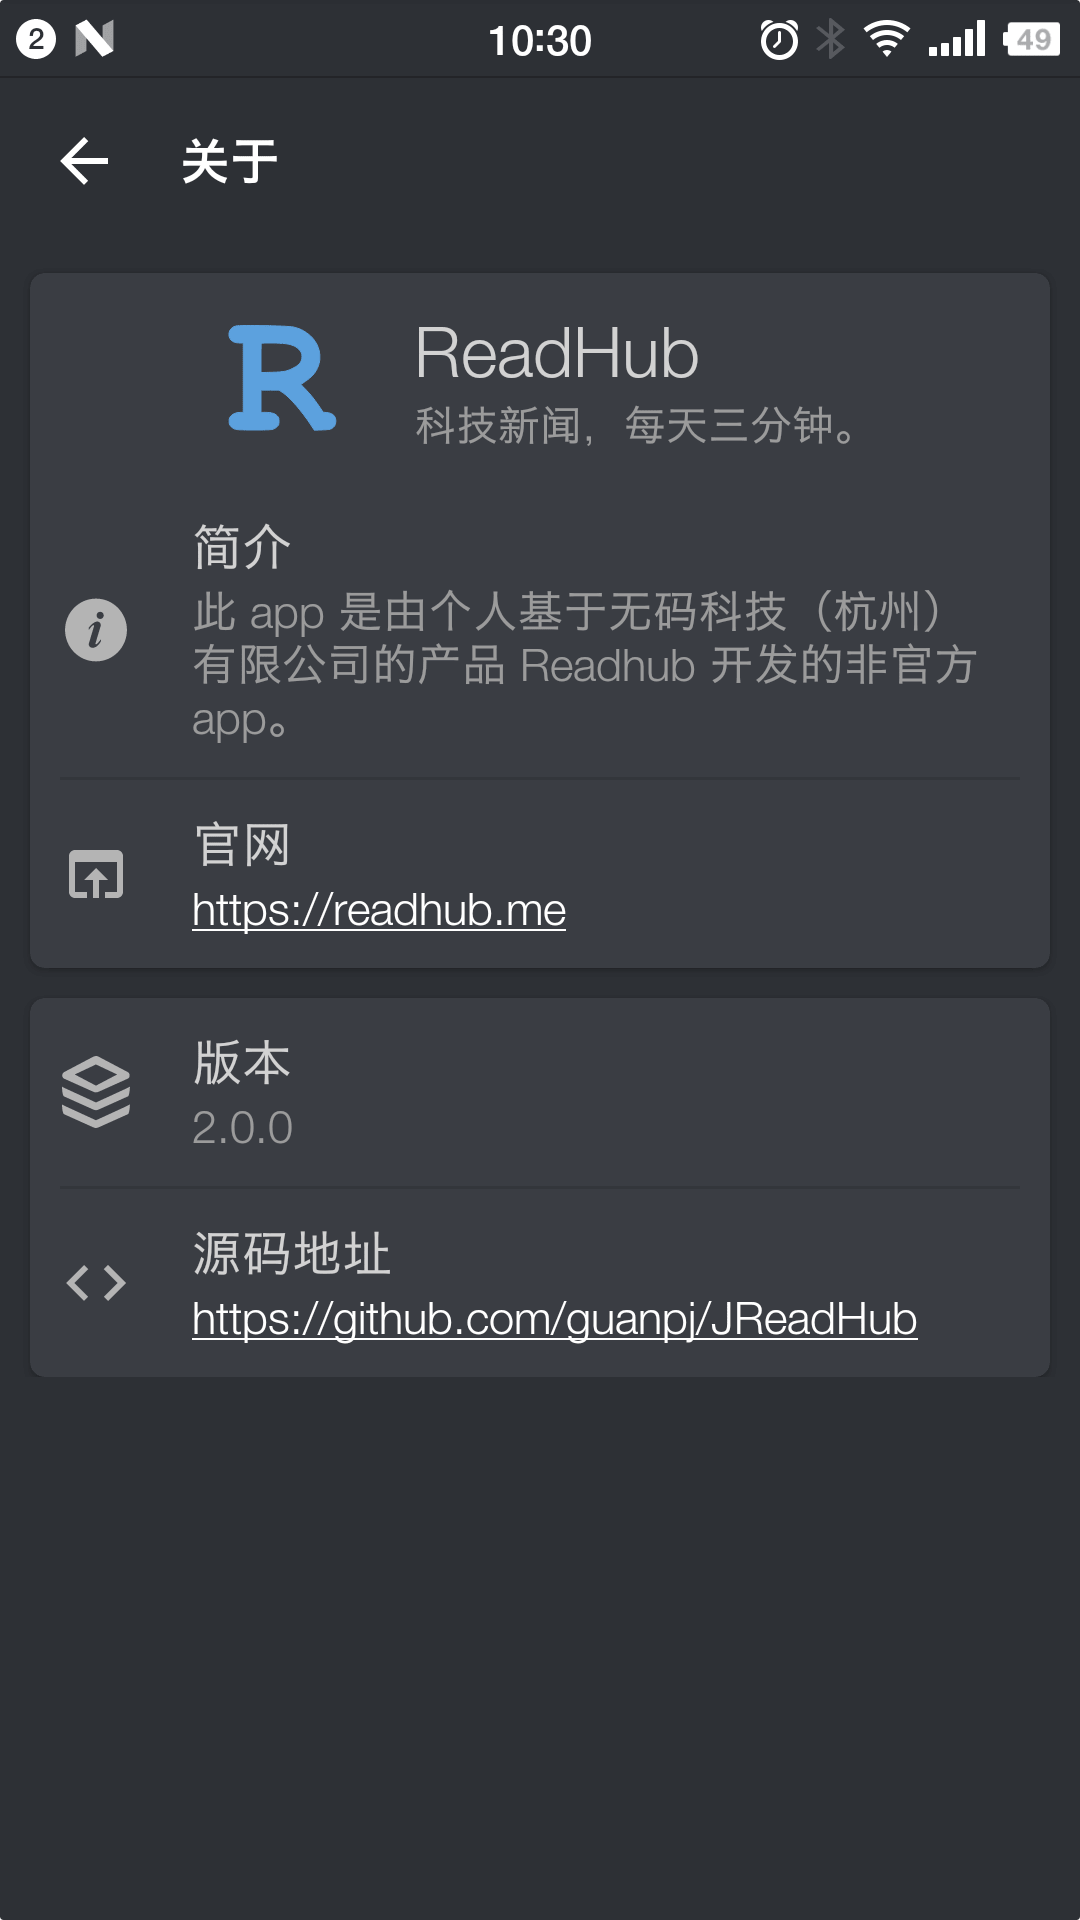 2
10:30
49
关于
R
ReadHub
科技新闻，每天三分钟。
简介
此 app 是由个人基于无码科技（杭州）
有限公司的产品 Readhub 开发的非官方
app。
官网
https://readhub.me
版本
2.0.0
源码地址
https://github.com/guanpj/JReadHub